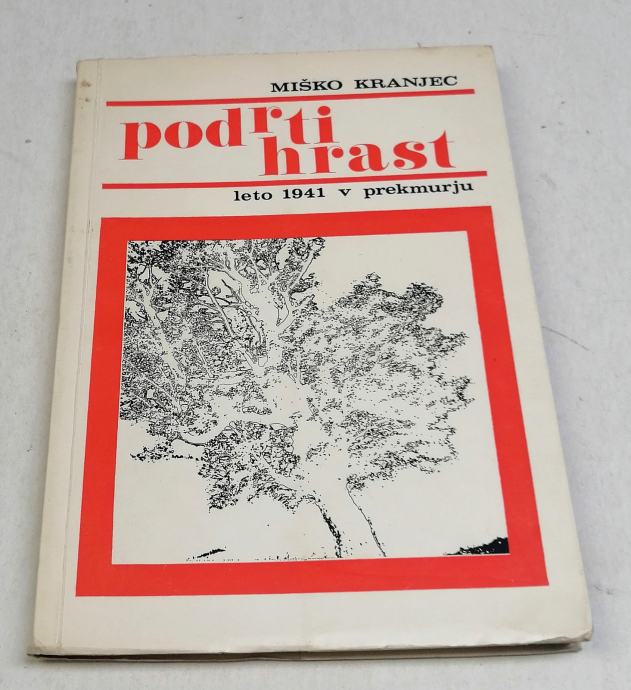 MIŠKO KRANJEC
podrti
hrast
leto 1941 v prekmurju